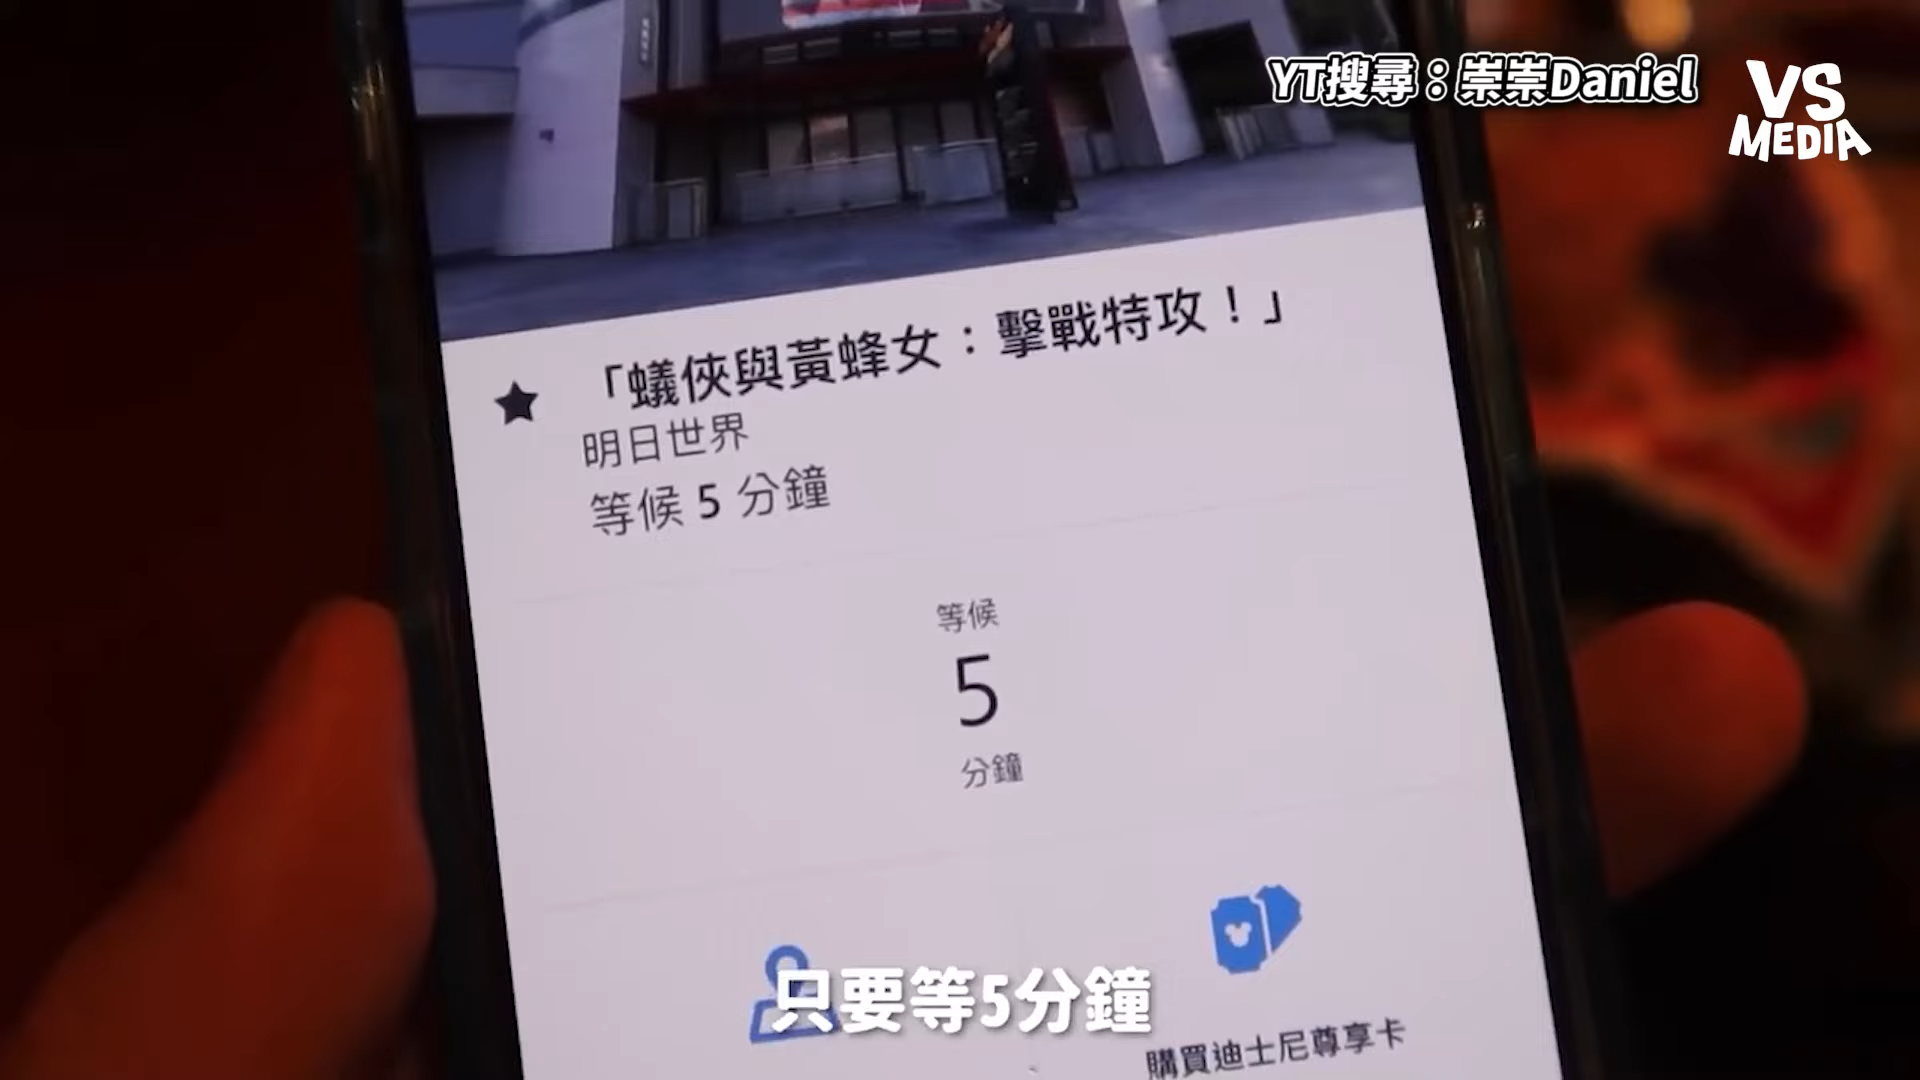 YT搜尋：崇崇Daniel
VS
MEDIA
「蟻俠與黃蜂女：擊戰特攻！」
明日世界
等候 5 分鐘
等候
5
分鐘
只要等5分鐘
購買迪士尼尊享卡